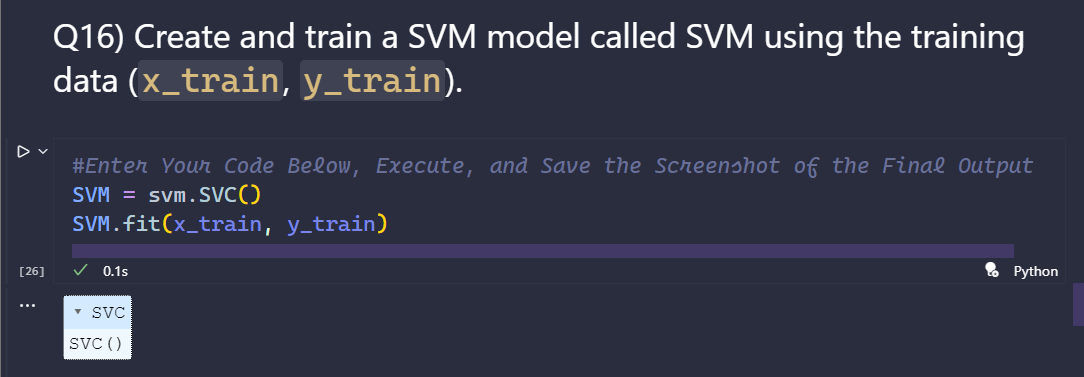 Q16) Create and train a SVM model called SVM using the training
data (x_train, y_train).
#Enter Your Code Below, Execute, and Save the Screenshot of the Final Output
SVM = svm.SVC()
SVM.fit(x_train, y_train)
[26] 0.1s Python
...
SVC
SVC()